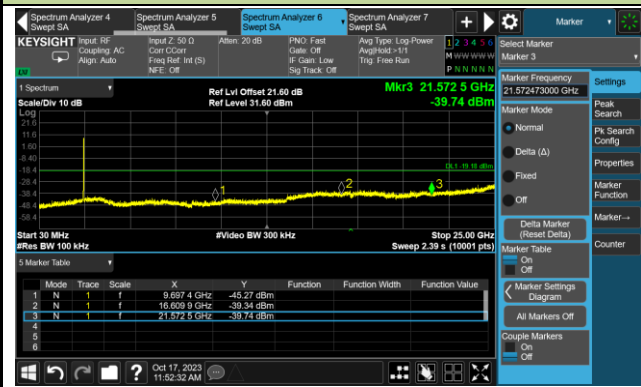 Spectrum Analyzer 4 Swept SA
Spectrum Analyzer 5 Swept SA
Spectrum Analyzer 6 Swept SA
Spectrum Analyzer 7 Swept SA
Marker
KEYSIGHT
Input: RF
Coupling: AC
Align: Auto
Input Z: 50 Ω
Corr CCorr
Freq Ref: Int (S)
NFE: Off
Atten: 20 dB
PNO: Fast
Gate: Off
IF Gain: Low
Sig Track: Off
Avg Type: Log-Power
Avg|Hold:>1/1
Trig: Free Run
1 2 3 4 5 6
M W W W W W
P N N N N N
Select Marker
Marker 3
LXI
1 Spectrum
Scale/Div 10 dB
Ref Lvl Offset 21.60 dB
Ref Level 31.60 dBm
Mkr3 21.572 5 GHz
-39.74 dBm
Log
21.6
11.6
1.60
-8.40
-18.4
-28.4
-38.4
-48.4
-58.4
DL1 -19.18 dBm
1
2
3
Start 30 MHz
#Video BW 300 kHz
Stop 25.00 GHz
#Res BW 100 kHz
Sweep 2.39 s (10001 pts)
5 Marker Table
Mode Trace Scale X Y Function Function Width Function Value
1 N 1 f 9.697 4 GHz -45.27 dBm
2 N 1 f 16.609 9 GHz -39.34 dBm
3 N 1 f 21.572 5 GHz -39.74 dBm
4
5
6
Marker Frequency
21.572473000 GHz
Marker Mode
Normal
Delta (Δ)
Fixed
Off
Delta Marker
(Reset Delta)
Marker Table
On
Off
Marker Settings
Diagram
All Markers Off
Couple Markers
On
Off
Settings
Peak
Search
Pk Search
Config
Properties
Marker
Function
Marker→
Counter
?
Oct 17, 2023
11:52:32 AM